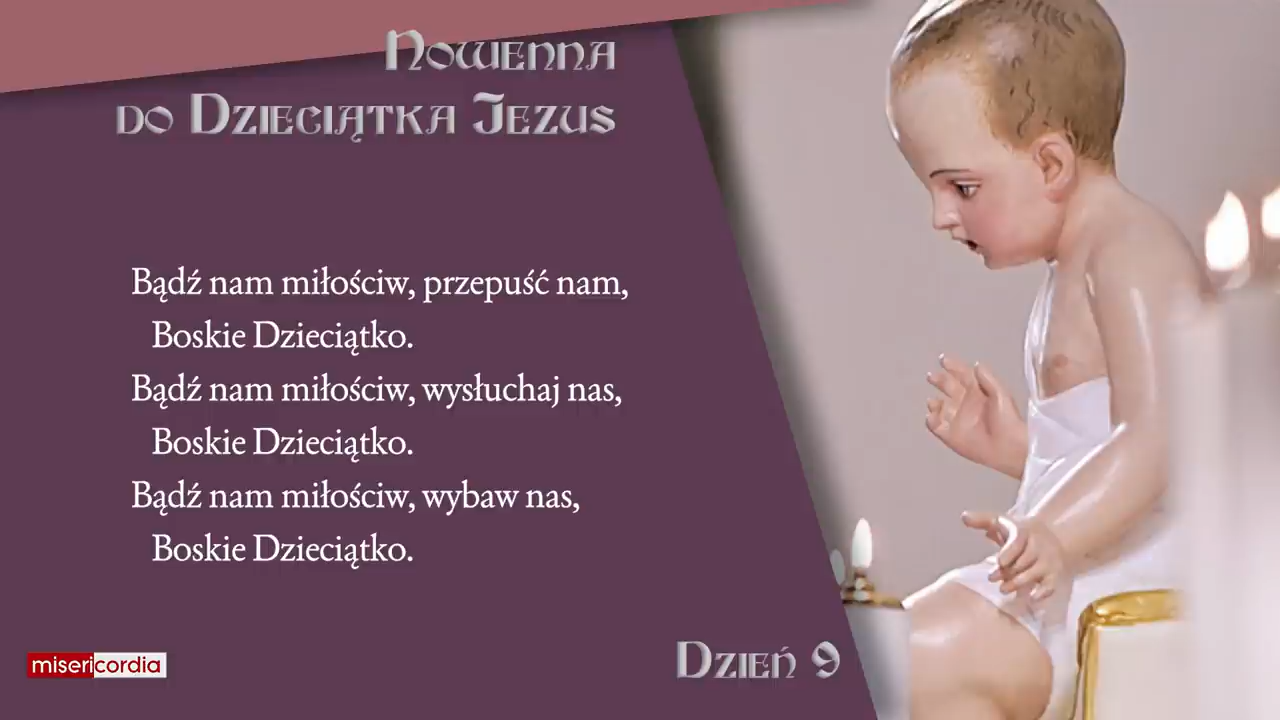 Nowenna
do Dzieciątka Jezus
Bądź nam miłościw, przepuść nam,
Boskie Dzieciątko.
Bądź nam miłościw, wysłuchaj nas,
Boskie Dzieciątko.
Bądź nam miłościw, wybaw nas,
Boskie Dzieciątko.
misericordia
Dzień 9